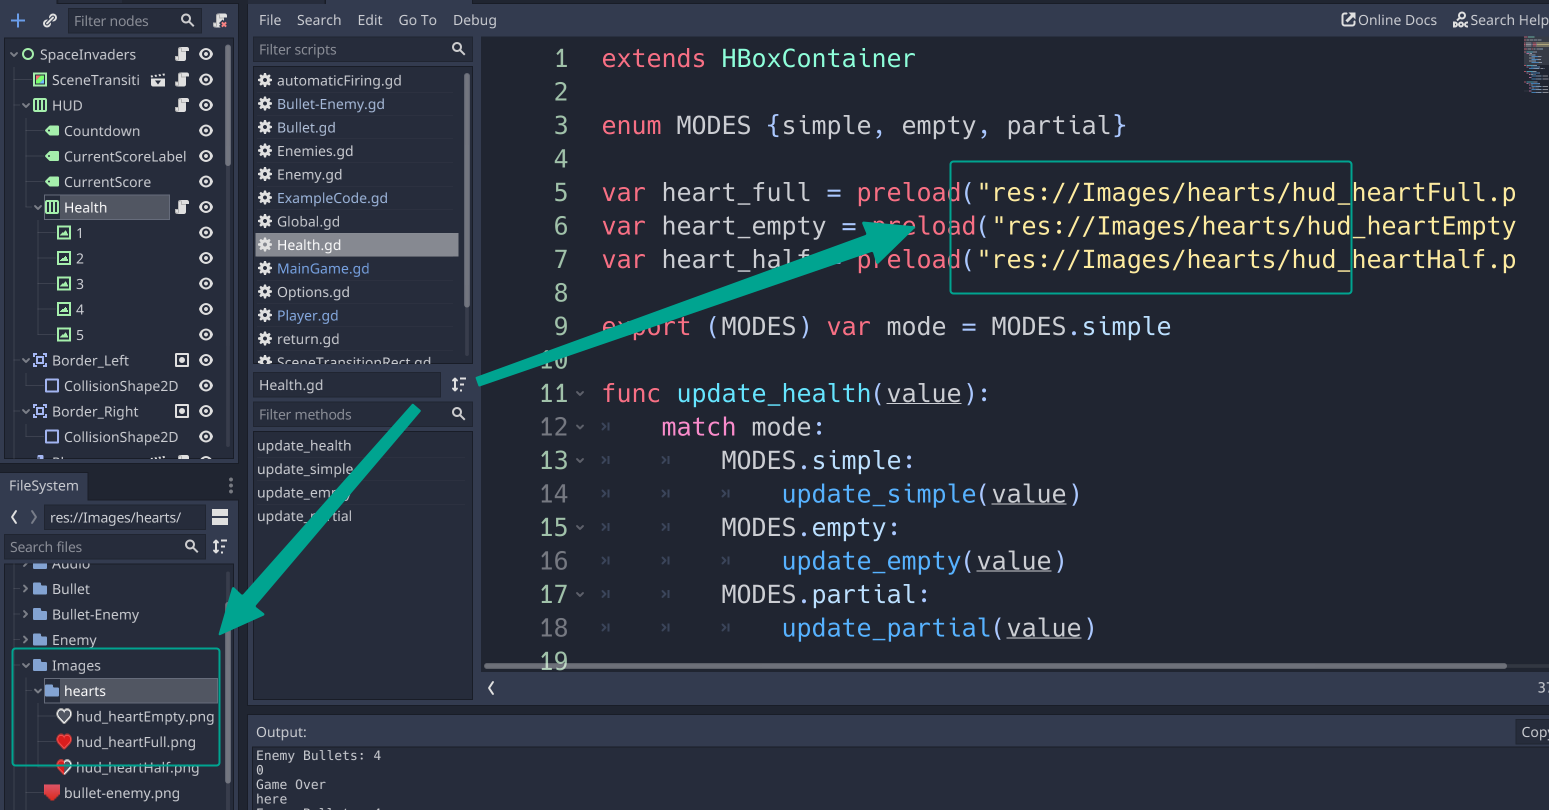 Filter nodes
SpaceInvaders
SceneTransiti
HUD
Countdown
CurrentScoreLabel
CurrentScore
Health
1
2
3
4
5
Border_Left
CollisionShape2D
Border_Right
CollisionShape2D
FileSystem
res://Images/hearts/
Search files
Audio
Bullet
Bullet-Enemy
Enemy
Images
hearts
hud_heartEmpty.png
hud_heartFull.png
hud_heartHalf.png
bullet-enemy.png
File Search Edit Go To Debug
Online Docs Search Help
Filter scripts
automaticFiring.gd
Bullet-Enemy.gd
Bullet.gd
Enemies.gd
Enemy.gd
ExampleCode.gd
Global.gd
Health.gd
MainGame.gd
Options.gd
Player.gd
return.gd
SceneTransitionRect.gd
Health.gd
Filter methods
update_health
update_simple
update_empty
update_partial
1 extends HBoxContainer
2
3 enum MODES {simple, empty, partial}
4
5 var heart_full = preload("res://Images/hearts/hud_heartFull.p
6 var heart_empty = preload("res://Images/hearts/hud_heartEmpty
7 var heart_half = preload("res://Images/hearts/hud_heartHalf.p
8
9 export (MODES) var mode = MODES.simple
10
11 func update_health(value):
12 match mode:
13 MODES.simple:
14 update_simple(value)
15 MODES.empty:
16 update_empty(value)
17 MODES.partial:
18 update_partial(value)
19
Output:
Copy
Enemy Bullets: 4
0
Game Over
here